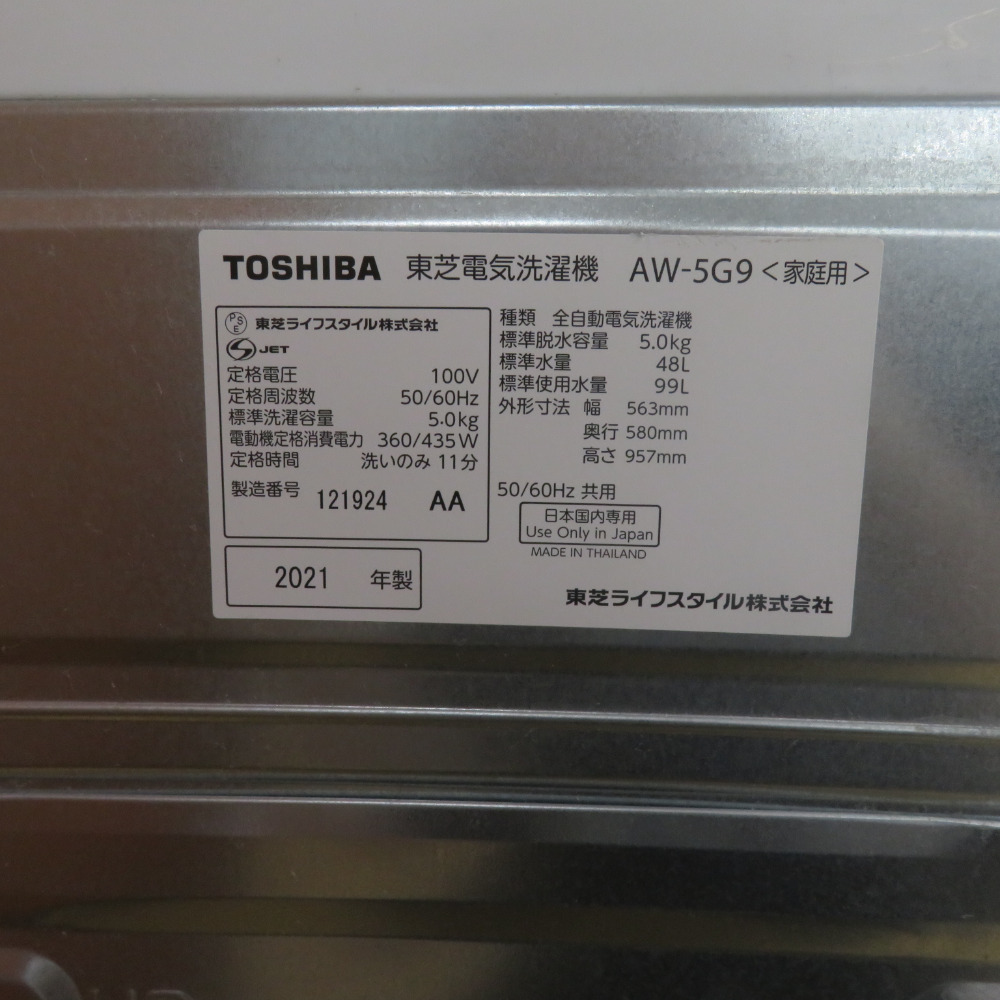 TOSHIBA 東芝電気洗濯機 AW-5G9<家庭用>
PSE 東芝ライフスタイル株式会社
S JET
定格電圧 100V
定格周波数 50/60Hz
標準洗濯容量 5.0kg
電動機定格消費電力 360/435W
定格時間 洗いのみ 11分
製造番号 121924 AA
2021 年製
種類 全自動電気洗濯機
標準脱水容量 5.0kg
標準水量 48L
標準使用水量 99L
外形寸法 幅 563mm
奥行 580mm
高さ 957mm
50/60Hz 共用
日本国内専用
Use Only in Japan
MADE IN THAILAND
東芝ライフスタイル株式会社